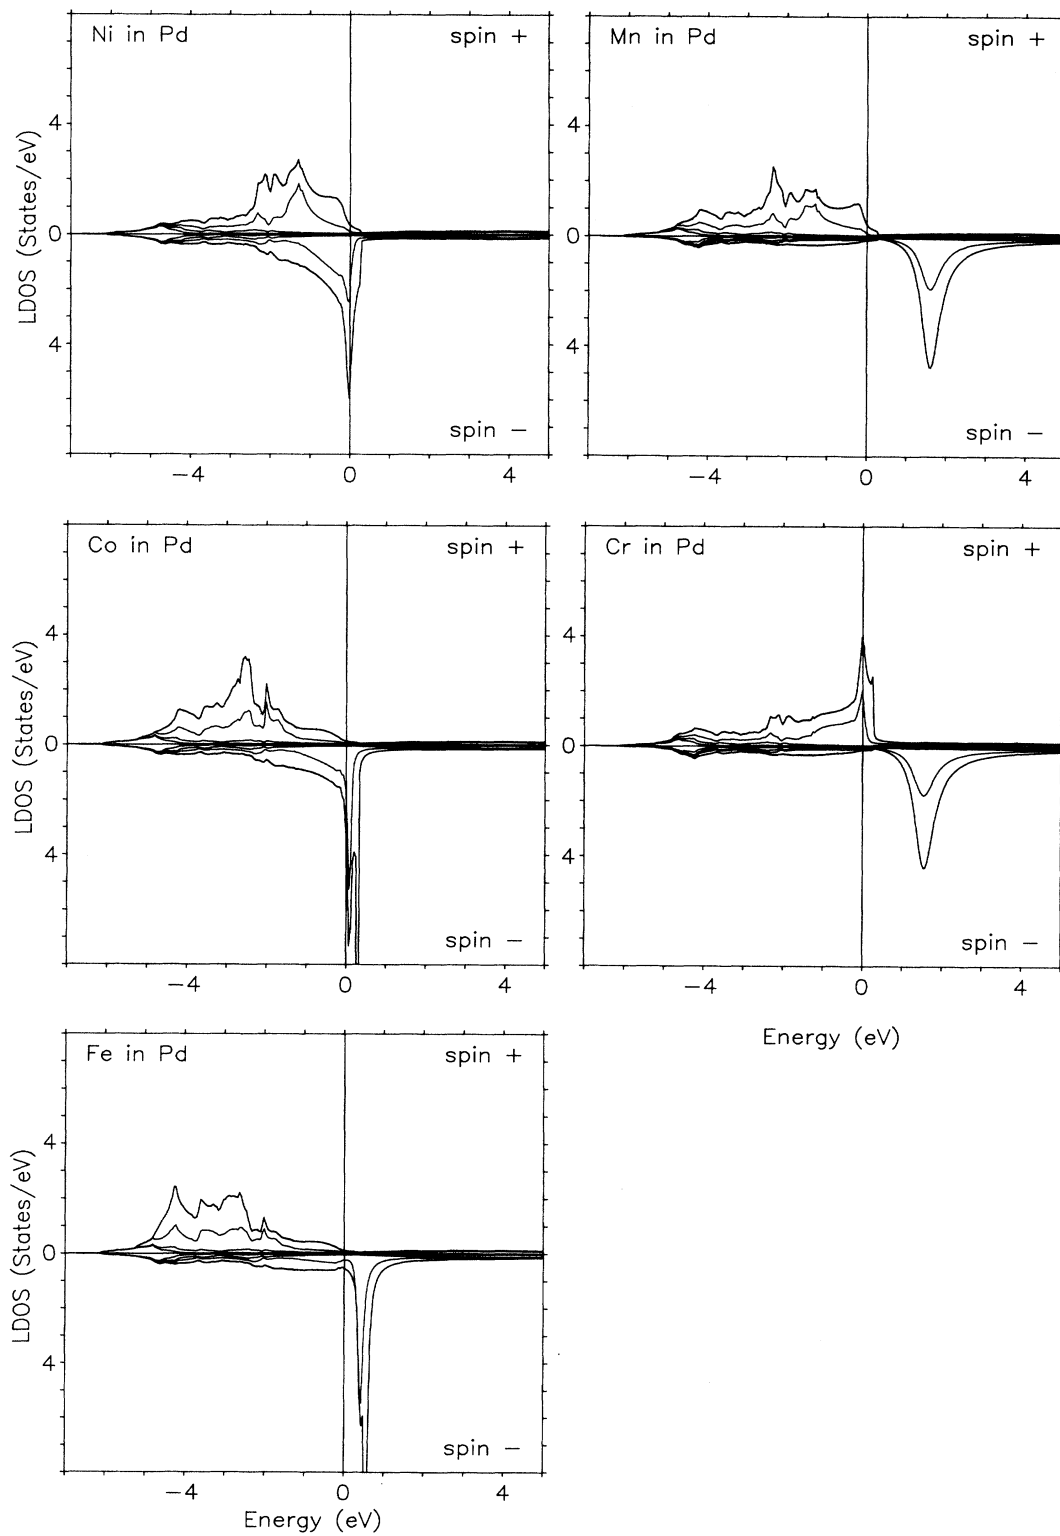 Ni in Pd spin +
LDOS (States/eV)
4
0
4
spin −
−4 0 4
Mn in Pd spin +
4
0
4
spin −
−4 0 4
Co in Pd spin +
LDOS (States/eV)
4
0
4
spin −
−4 0 4
Cr in Pd spin +
4
0
4
spin −
−4 0 4
Energy (eV)
Fe in Pd spin +
LDOS (States/eV)
4
0
4
spin −
−4 0 4
Energy (eV)